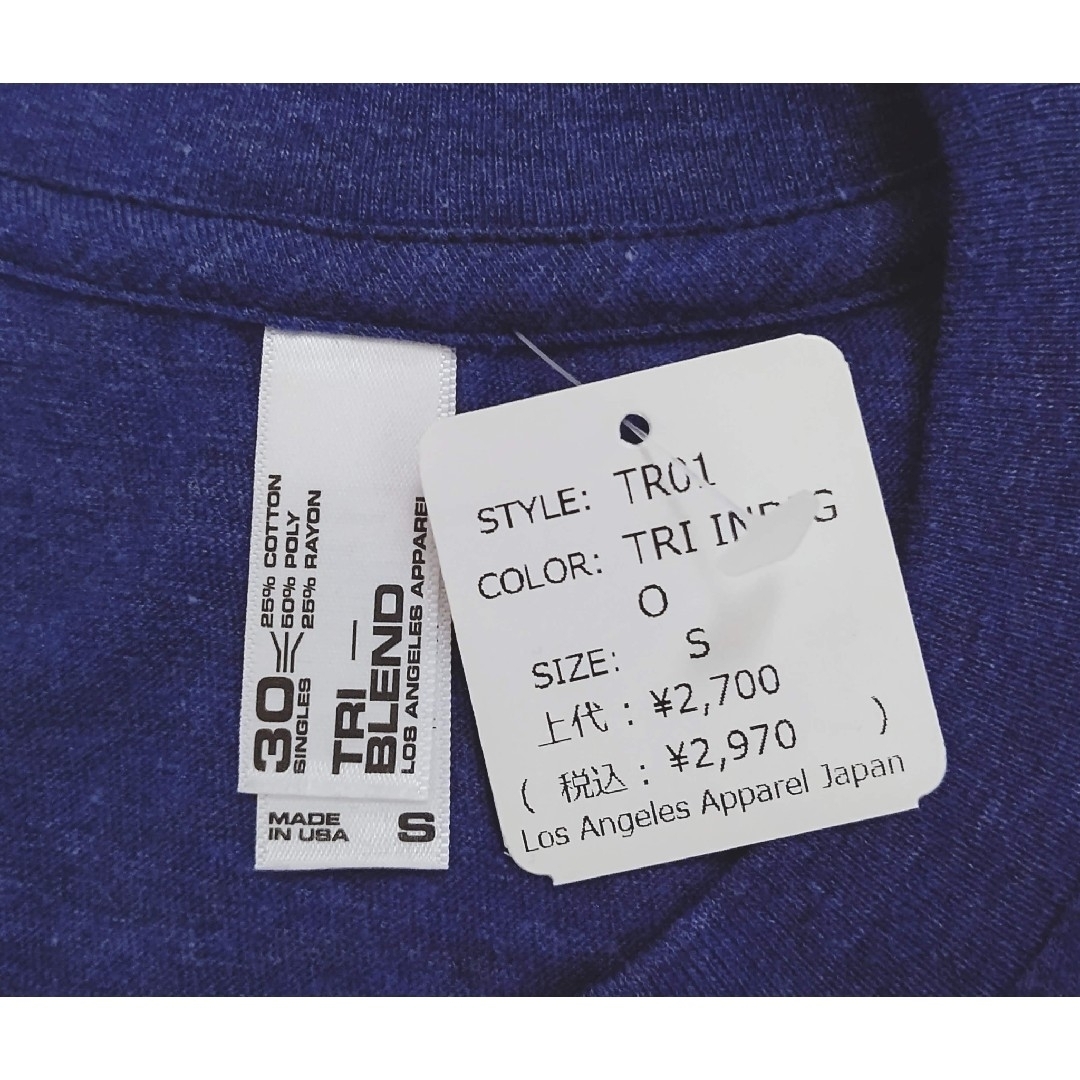 25% COTTON
50% POLY
25% RAYON
30
SINGLES
TRI-
BLEND
LOS ANGELES APPAREL
MADE
IN USA
S
STYLE: TR01
COLOR: TRI
O
SIZE: S
上代：¥2,700
(税込：¥2,970 )
Los Angeles Apparel Japan